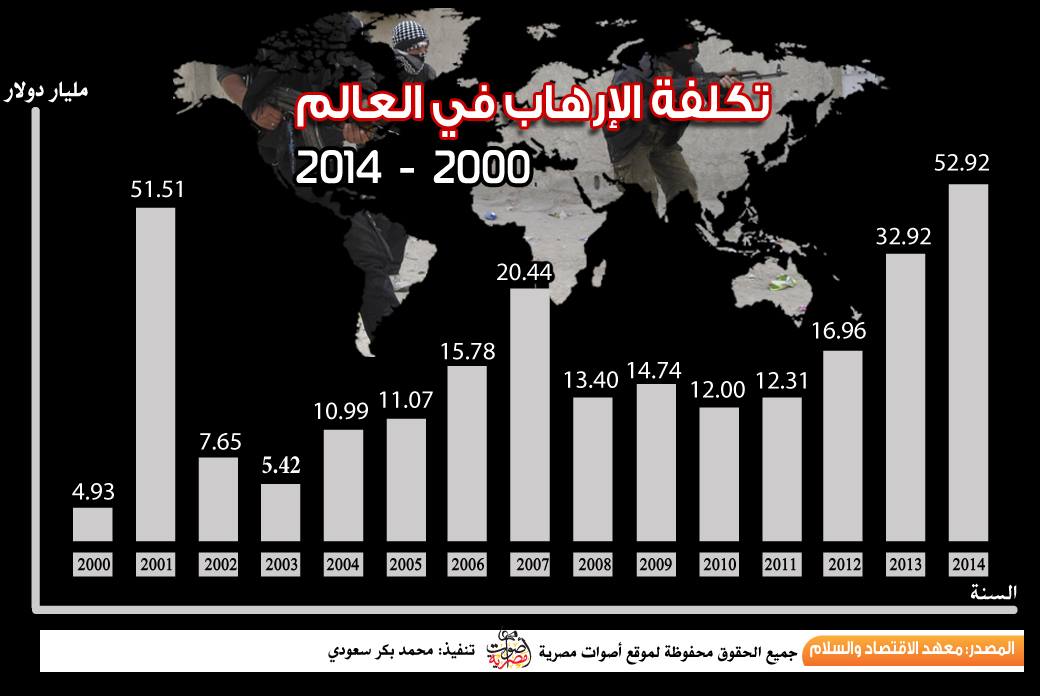 مليار دولار
تكلفة الإرهاب في العالم
2000 - 2014
4.93
51.51
7.65
5.42
10.99
11.07
15.78
20.44
13.40
14.74
12.00
12.31
16.96
32.92
52.92
2000 2001 2002 2003 2004 2005 2006 2007 2008 2009 2010 2011 2012 2013 2014
السنة
المصدر: معهد الاقتصاد والسلام
جميع الحقوق محفوظة لموقع أصوات مصرية
أصوات مصرية
تنفيذ: محمد بكر سعودي